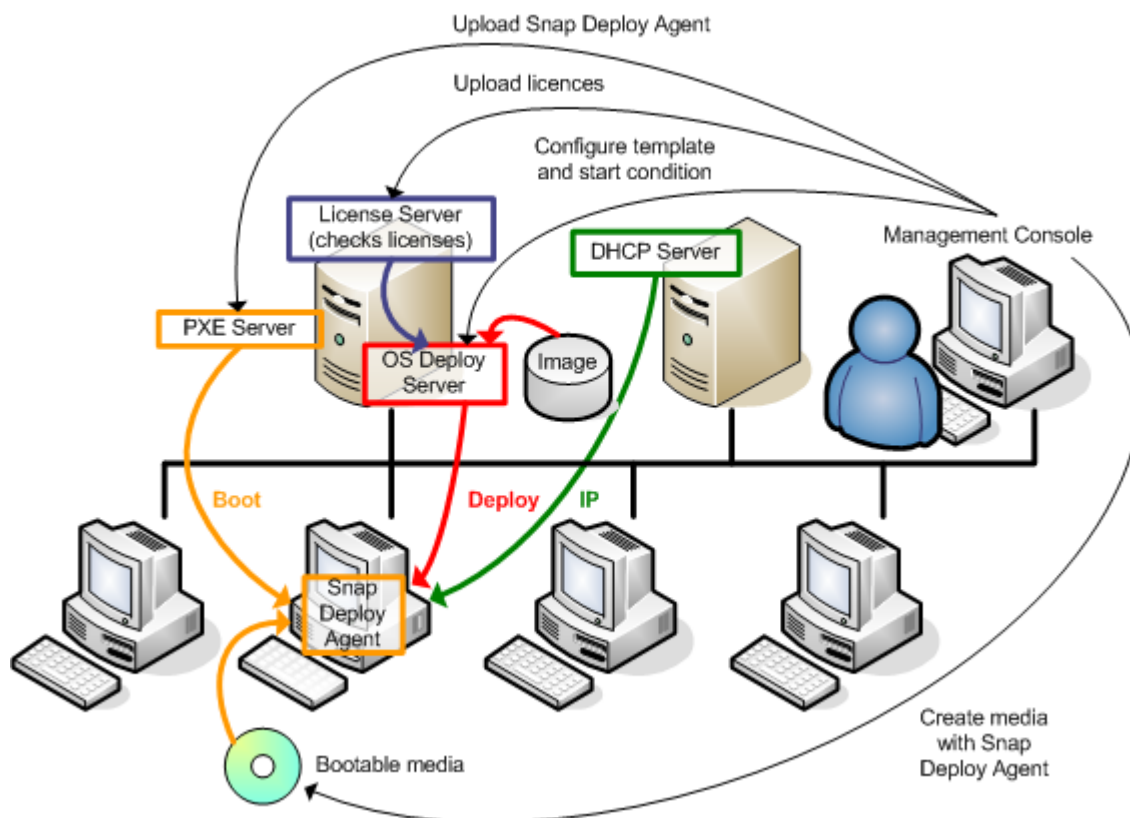 Upload Snap Deploy Agent
Upload licences
Configure template
and start condition
License Server
(checks licenses)
DHCP Server
Management Console
PXE Server
OS Deploy
Server
Image
Boot
Deploy
IP
Snap
Deploy
Agent
Bootable media
Create media
with Snap
Deploy Agent